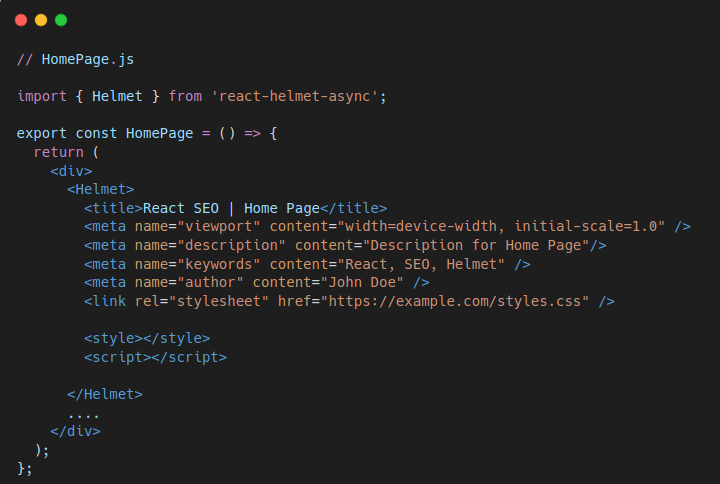 // HomePage.js
import { Helmet } from 'react-helmet-async';
export const HomePage = () => {
return (
<div>
<Helmet>
<title>React SEO | Home Page</title>
<meta name="viewport" content="width=device-width, initial-scale=1.0" />
<meta name="description" content="Description for Home Page"/>
<meta name="keywords" content="React, SEO, Helmet" />
<meta name="author" content="John Doe" />
<link rel="stylesheet" href="https://example.com/styles.css" />
<style></style>
<script></script>
</Helmet>
....
</div>
);
};